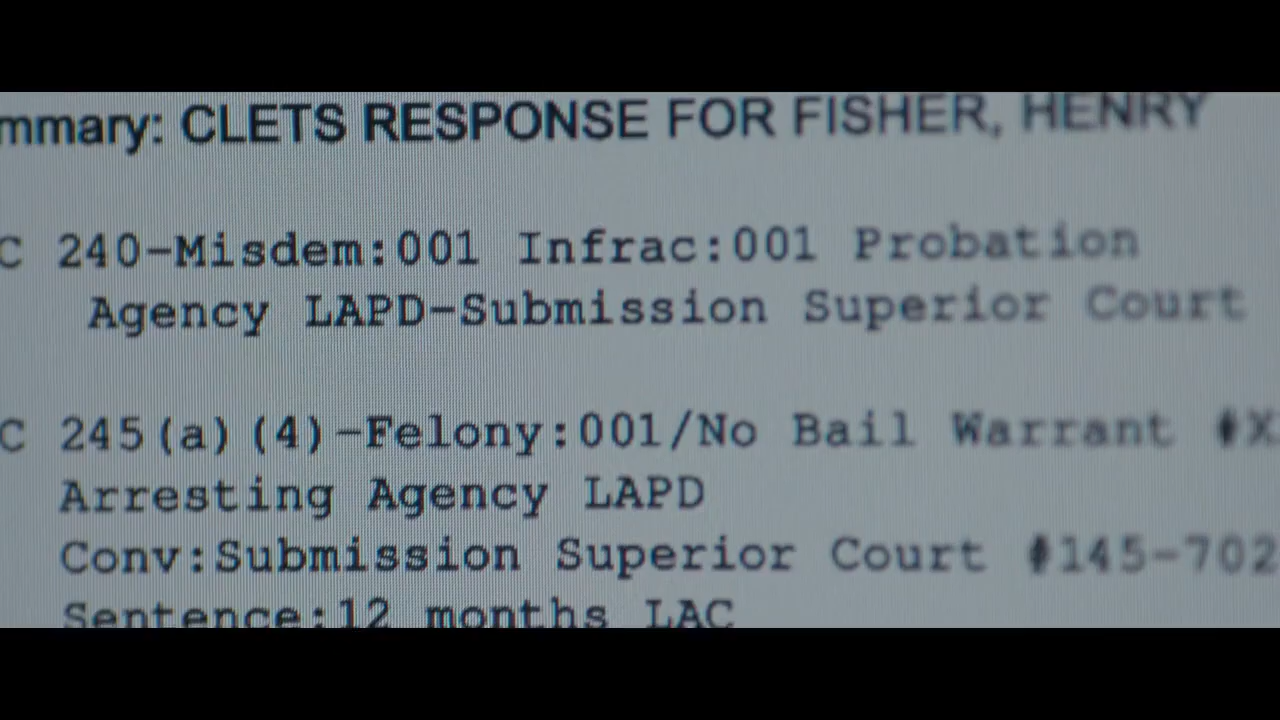 mmary: CLETS RESPONSE FOR FISHER, HENRY
C 240-Misdem:001 Infrac:001 Probation
Agency LAPD-Submission Superior Court
C 245(a)(4)-Felony:001/No Bail Warrant #X
Arresting Agency LAPD
Conv:Submission Superior Court #145-702
Sentence:12 months LAC